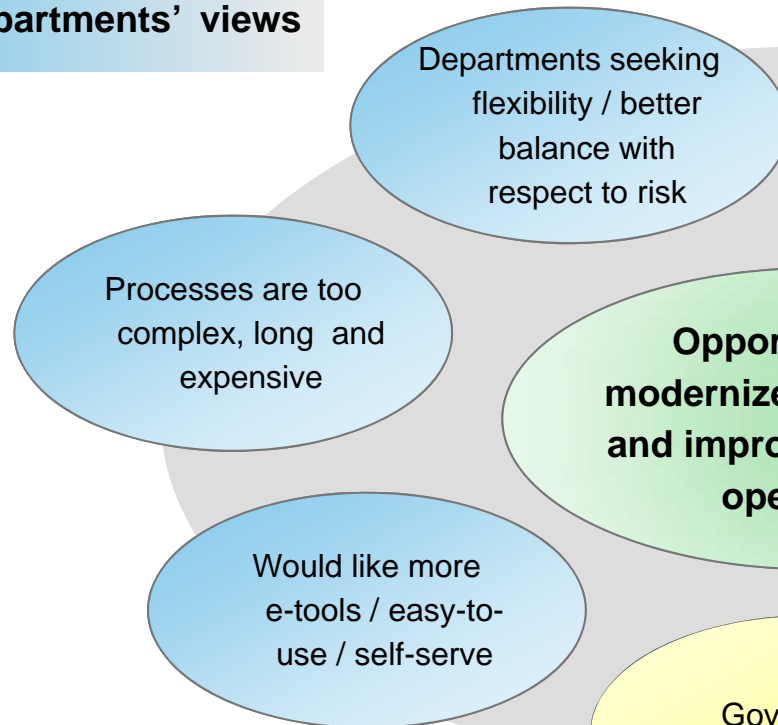 partments’ views
Departments seeking
flexibility / better
balance with
respect to risk
Processes are too
complex, long and
expensive
Oppor
modernize
and impro
ope
Would like more
e-tools / easy-to-
use / self-serve
Gov